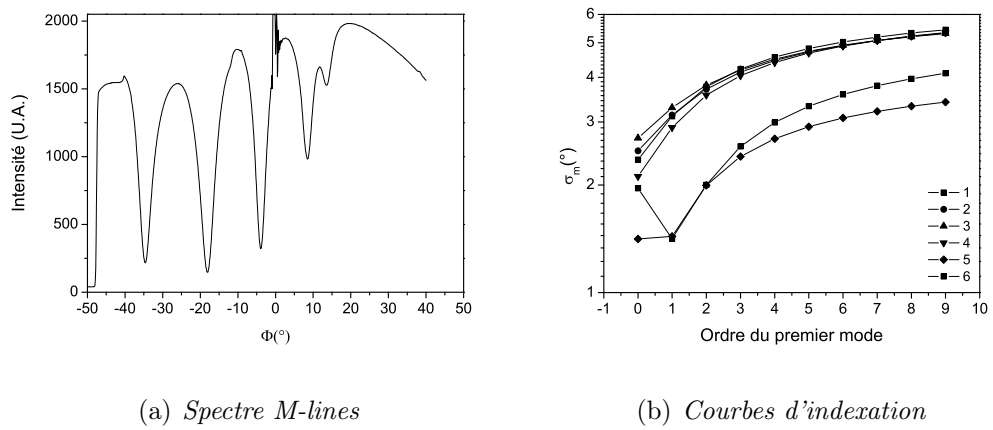 2000
1500
1000
500
0
Intensité (U.A.)
-50 -40 -30 -20 -10 0 10 20 30 40 50
Φ(°)
(a) Spectre M-lines
6
5
4
3
2
1
σm(°)
1
2
3
4
5
6
-1 0 1 2 3 4 5 6 7 8 9 10
Ordre du premier mode
(b) Courbes d'indexation